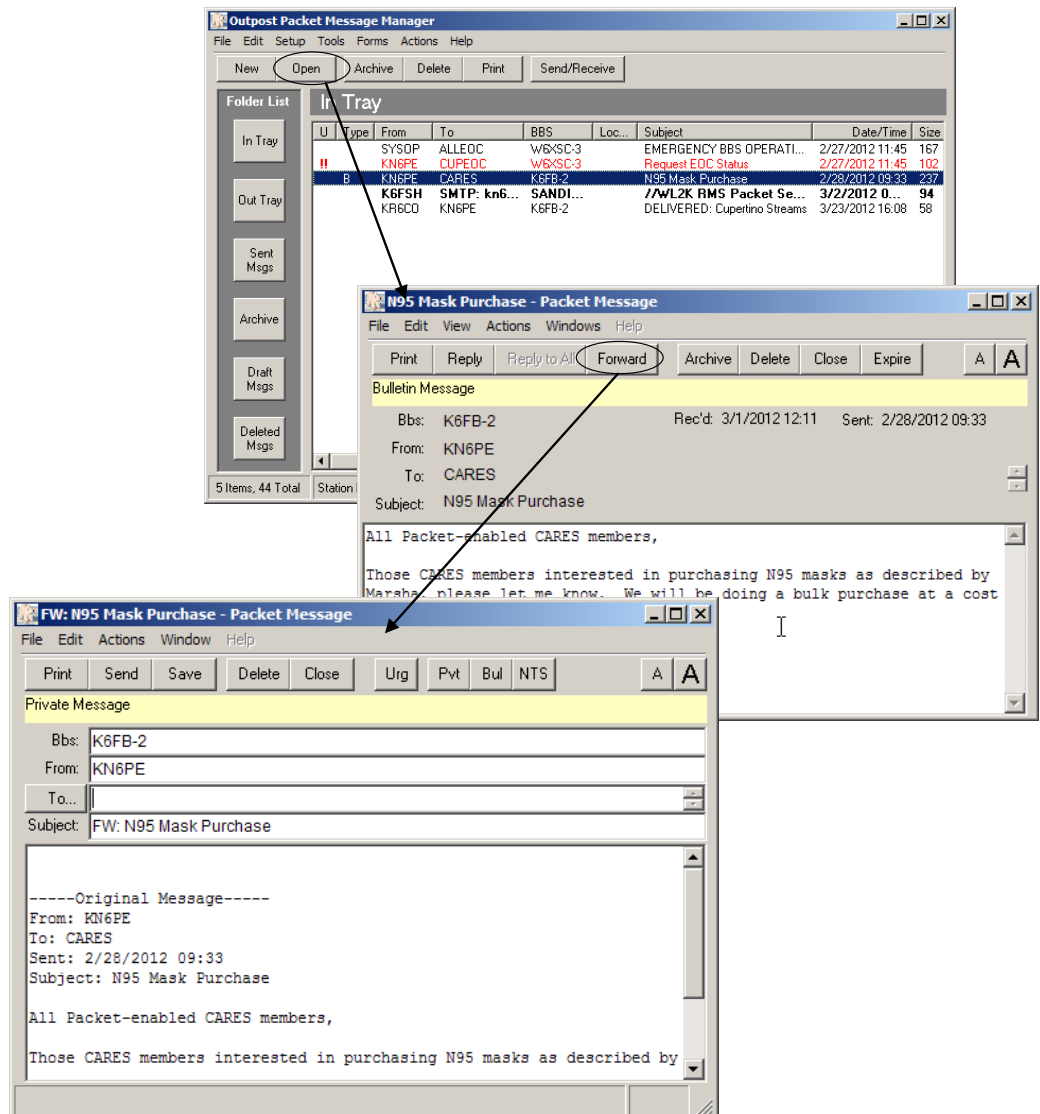 Outpost Packet Message Manager
File Edit Setup Tools Forms Actions Help
New Open Archive Delete Print Send/Receive
Folder List
In Tray
Out Tray
Sent Msgs
Archive
Draft Msgs
Deleted Msgs
In Tray
U Type From To BBS Loc... Subject Date/Time Size
SYSOP ALLEOC W6XSC-3 EMERGENCY BBS OPERATI... 2/27/2012 11:45 167
!! KN6PE CUPEOC W6XSC-3 Request EOC Status 2/27/2012 11:45 102
B KN6PE CARES K6FB-2 N95 Mask Purchase 2/28/2012 09:33 237
K6FSH SMTP: kn6... SANDI... //WL2K RMS Packet Se... 3/2/2012 0... 94
KR6CO KN6PE K6FB-2 DELIVERED: Cupertino Streams 3/23/2012 16:08 58
5 Items, 44 Total Station
N95 Mask Purchase - Packet Message
File Edit View Actions Windows Help
Print Reply Reply to All Forward Archive Delete Close Expire A A
Bulletin Message
Bbs: K6FB-2 Rec'd: 3/1/2012 12:11 Sent: 2/28/2012 09:33
From: KN6PE
To: CARES
Subject: N95 Mask Purchase
All Packet-enabled CARES members,
Those CARES members interested in purchasing N95 masks as described by
Marsha, please let me know. We will be doing a bulk purchase at a cost
FW: N95 Mask Purchase - Packet Message
File Edit Actions Window Help
Print Send Save Delete Close Urg Pvt Bul NTS A A
Private Message
Bbs: K6FB-2
From: KN6PE
To...
Subject: FW: N95 Mask Purchase
-----Original Message-----
From: KN6PE
To: CARES
Sent: 2/28/2012 09:33
Subject: N95 Mask Purchase
All Packet-enabled CARES members,
Those CARES members interested in purchasing N95 masks as described by